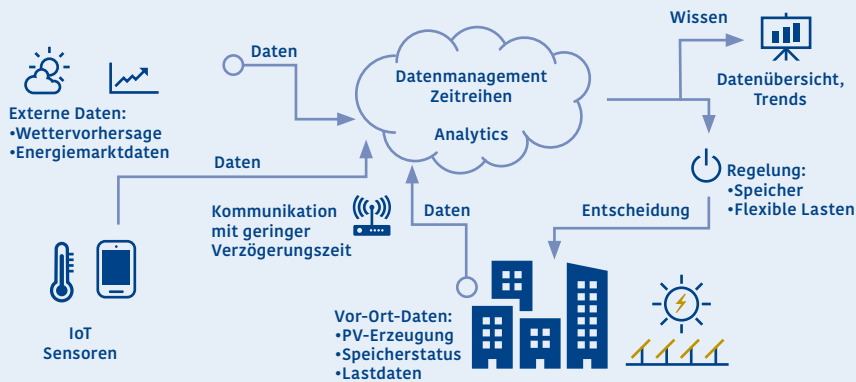 Daten
Wissen
Datenmanagement
Zeitreihen
Analytics
Datenübersicht,
Trends
Externe Daten:
•Wettervorhersage
•Energiemarktdaten
Daten
Regelung:
•Speicher
•Flexible Lasten
Kommunikation
mit geringer
Verzögerungszeit
Daten
Entscheidung
IoT
Sensoren
Vor-Ort-Daten:
•PV-Erzeugung
•Speicherstatus
•Lastdaten